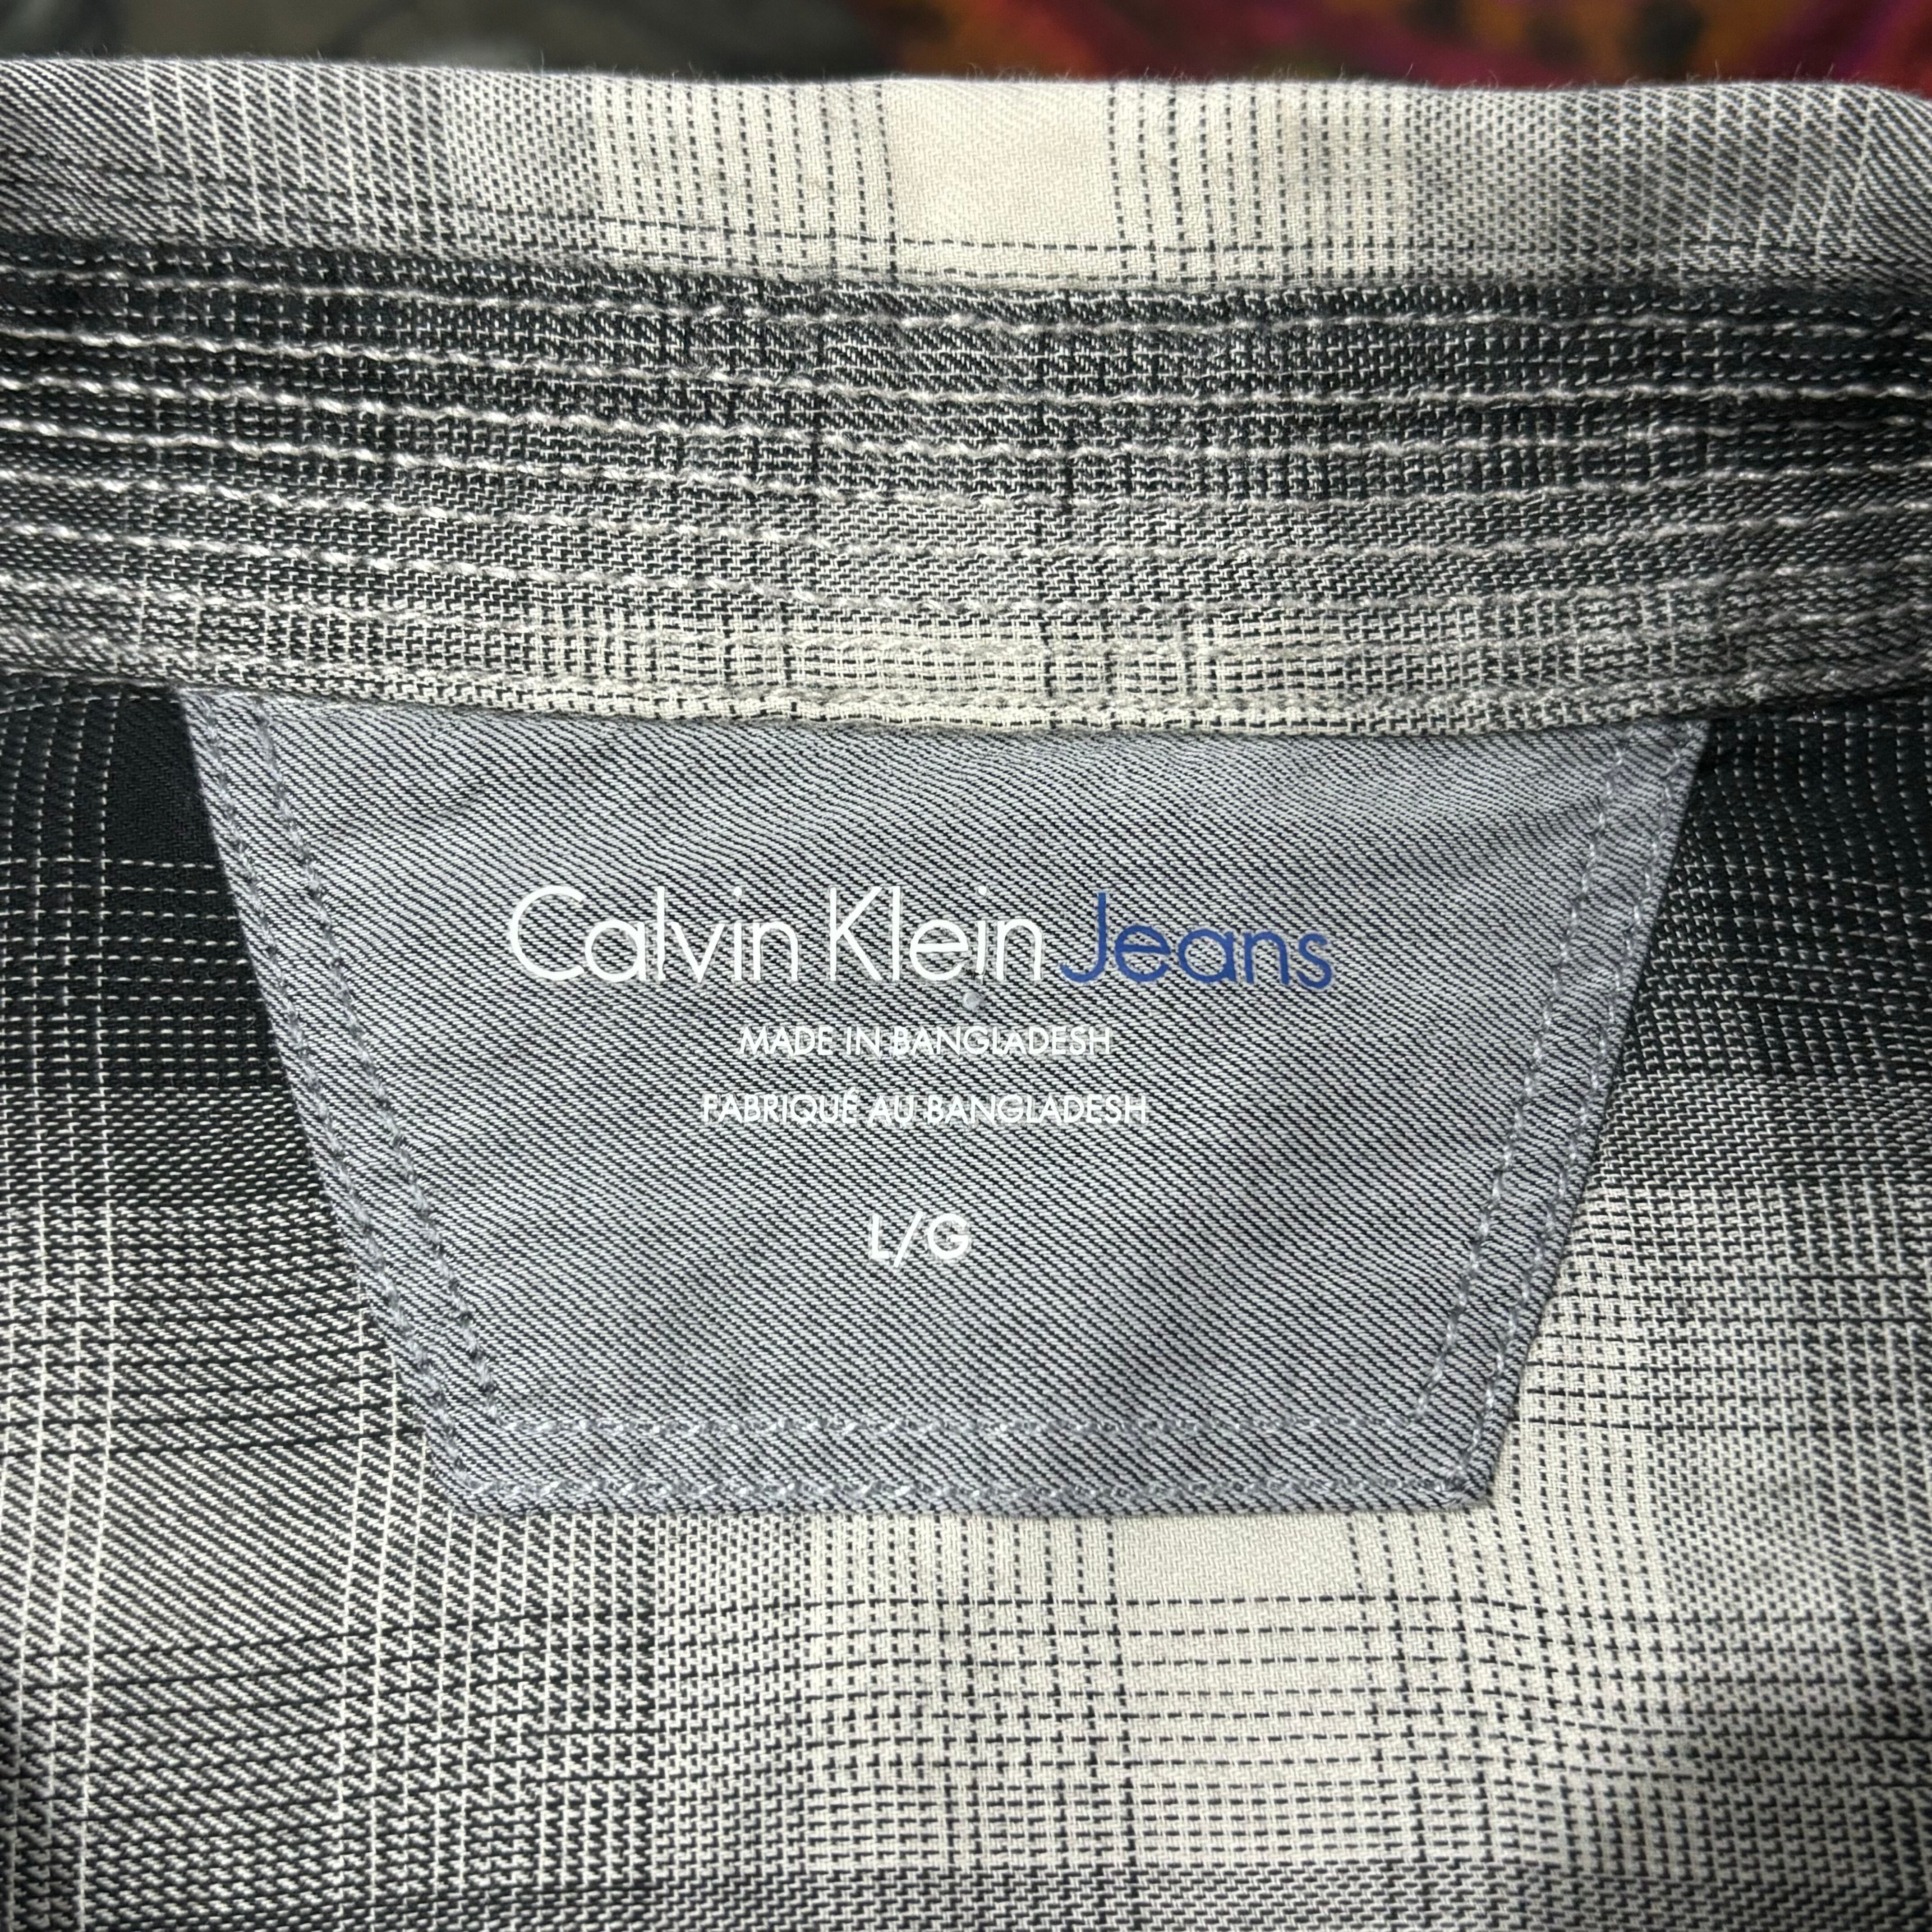 Calvin Klein Jeans
MADE IN BANGLADESH
FABRIQUÉ AU BANGLADESH
L/G